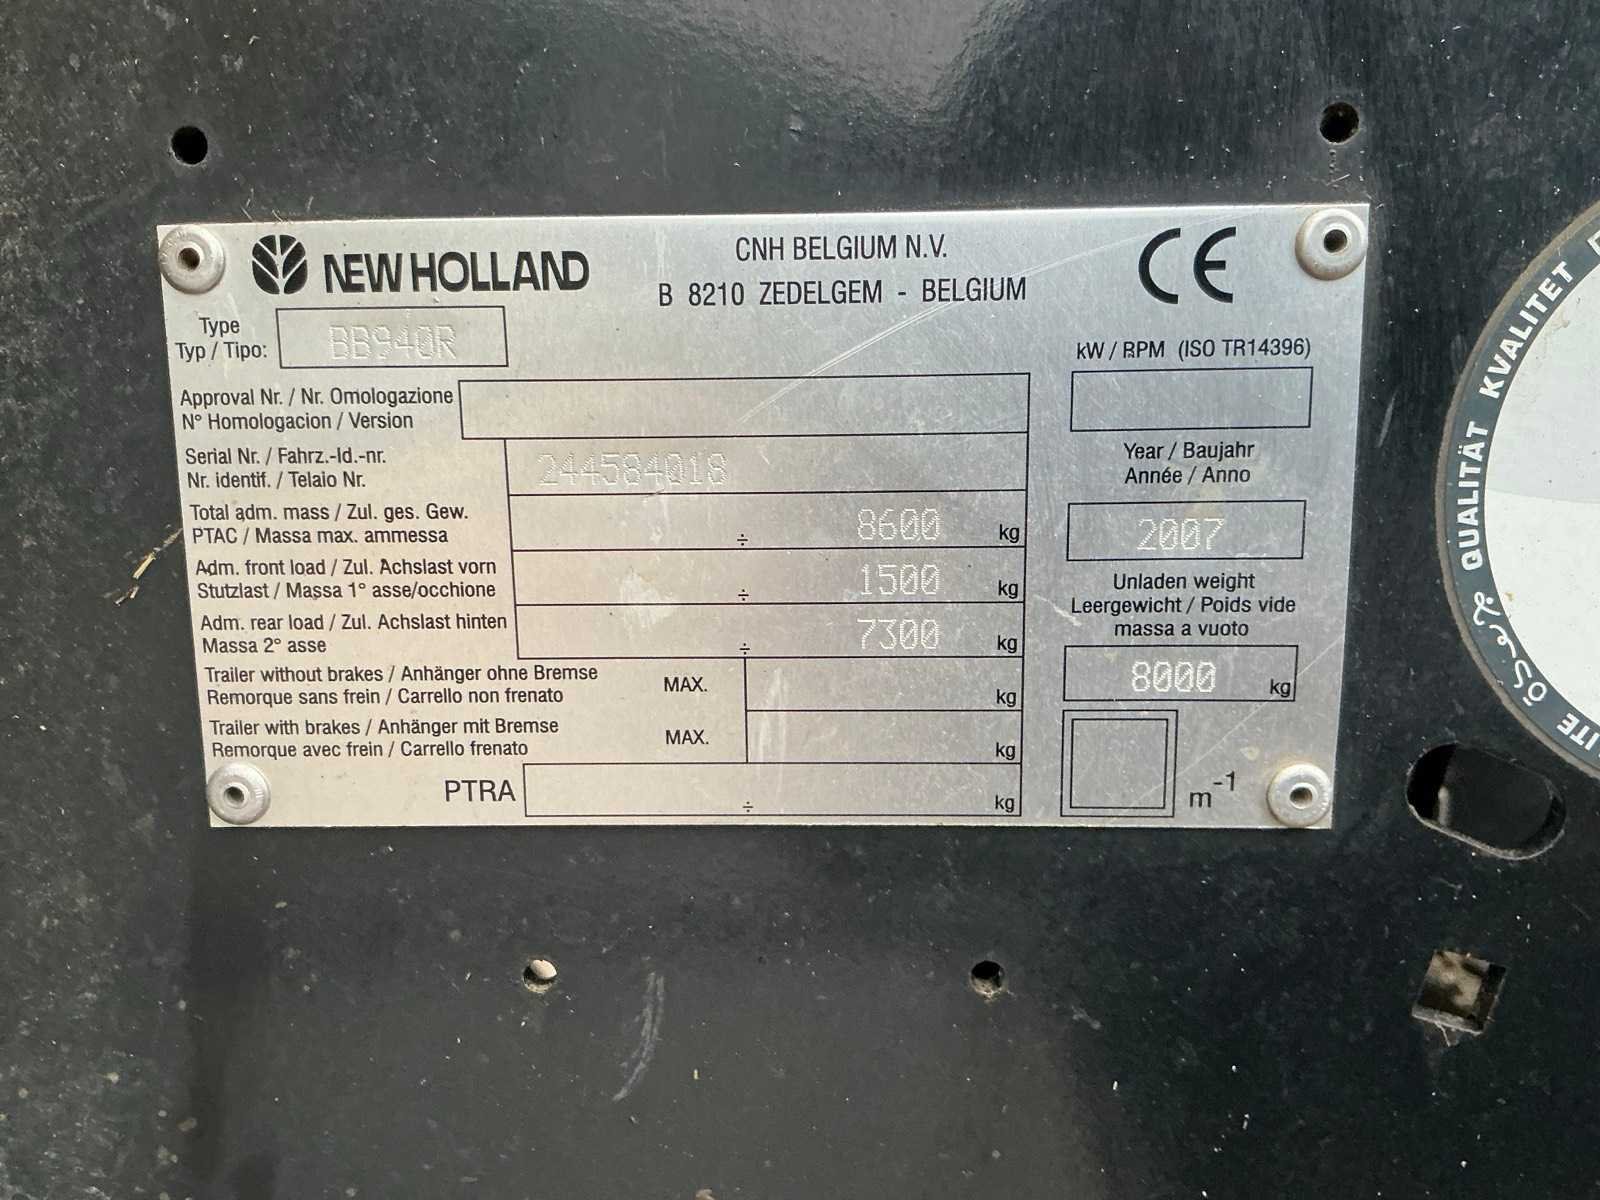 NEW HOLLAND
CNH BELGIUM N.V.
B 8210 ZEDELGEM - BELGIUM
CE
Type
Typ / Tipo:
BB940R
kW / RPM (ISO TR14396)
Approval Nr. / Nr. Omologazione
N° Homologacion / Version
Serial Nr. / Fahrz.-Id.-nr.
Nr. identif. / Telaio Nr.
244584018
Year / Baujahr
Année / Anno
2007
Total adm. mass / Zul. ges. Gew.
PTAC / Massa max. ammessa
÷ 8600 kg
Adm. front load / Zul. Achslast vorn
Stutzlast / Massa 1° asse/occhione
÷ 1500 kg
Adm. rear load / Zul. Achslast hinten
Massa 2° asse
÷ 7300 kg
Unladen weight
Leergewicht / Poids vide
massa a vuoto
8000 kg
Trailer without brakes / Anhänger ohne Bremse
Remorque sans frein / Carrello non frenato
MAX. kg
Trailer with brakes / Anhänger mit Bremse
Remorque avec frein / Carrello frenato
MAX. kg
PTRA ÷ kg
m-1
QUALITÄT KVALITET